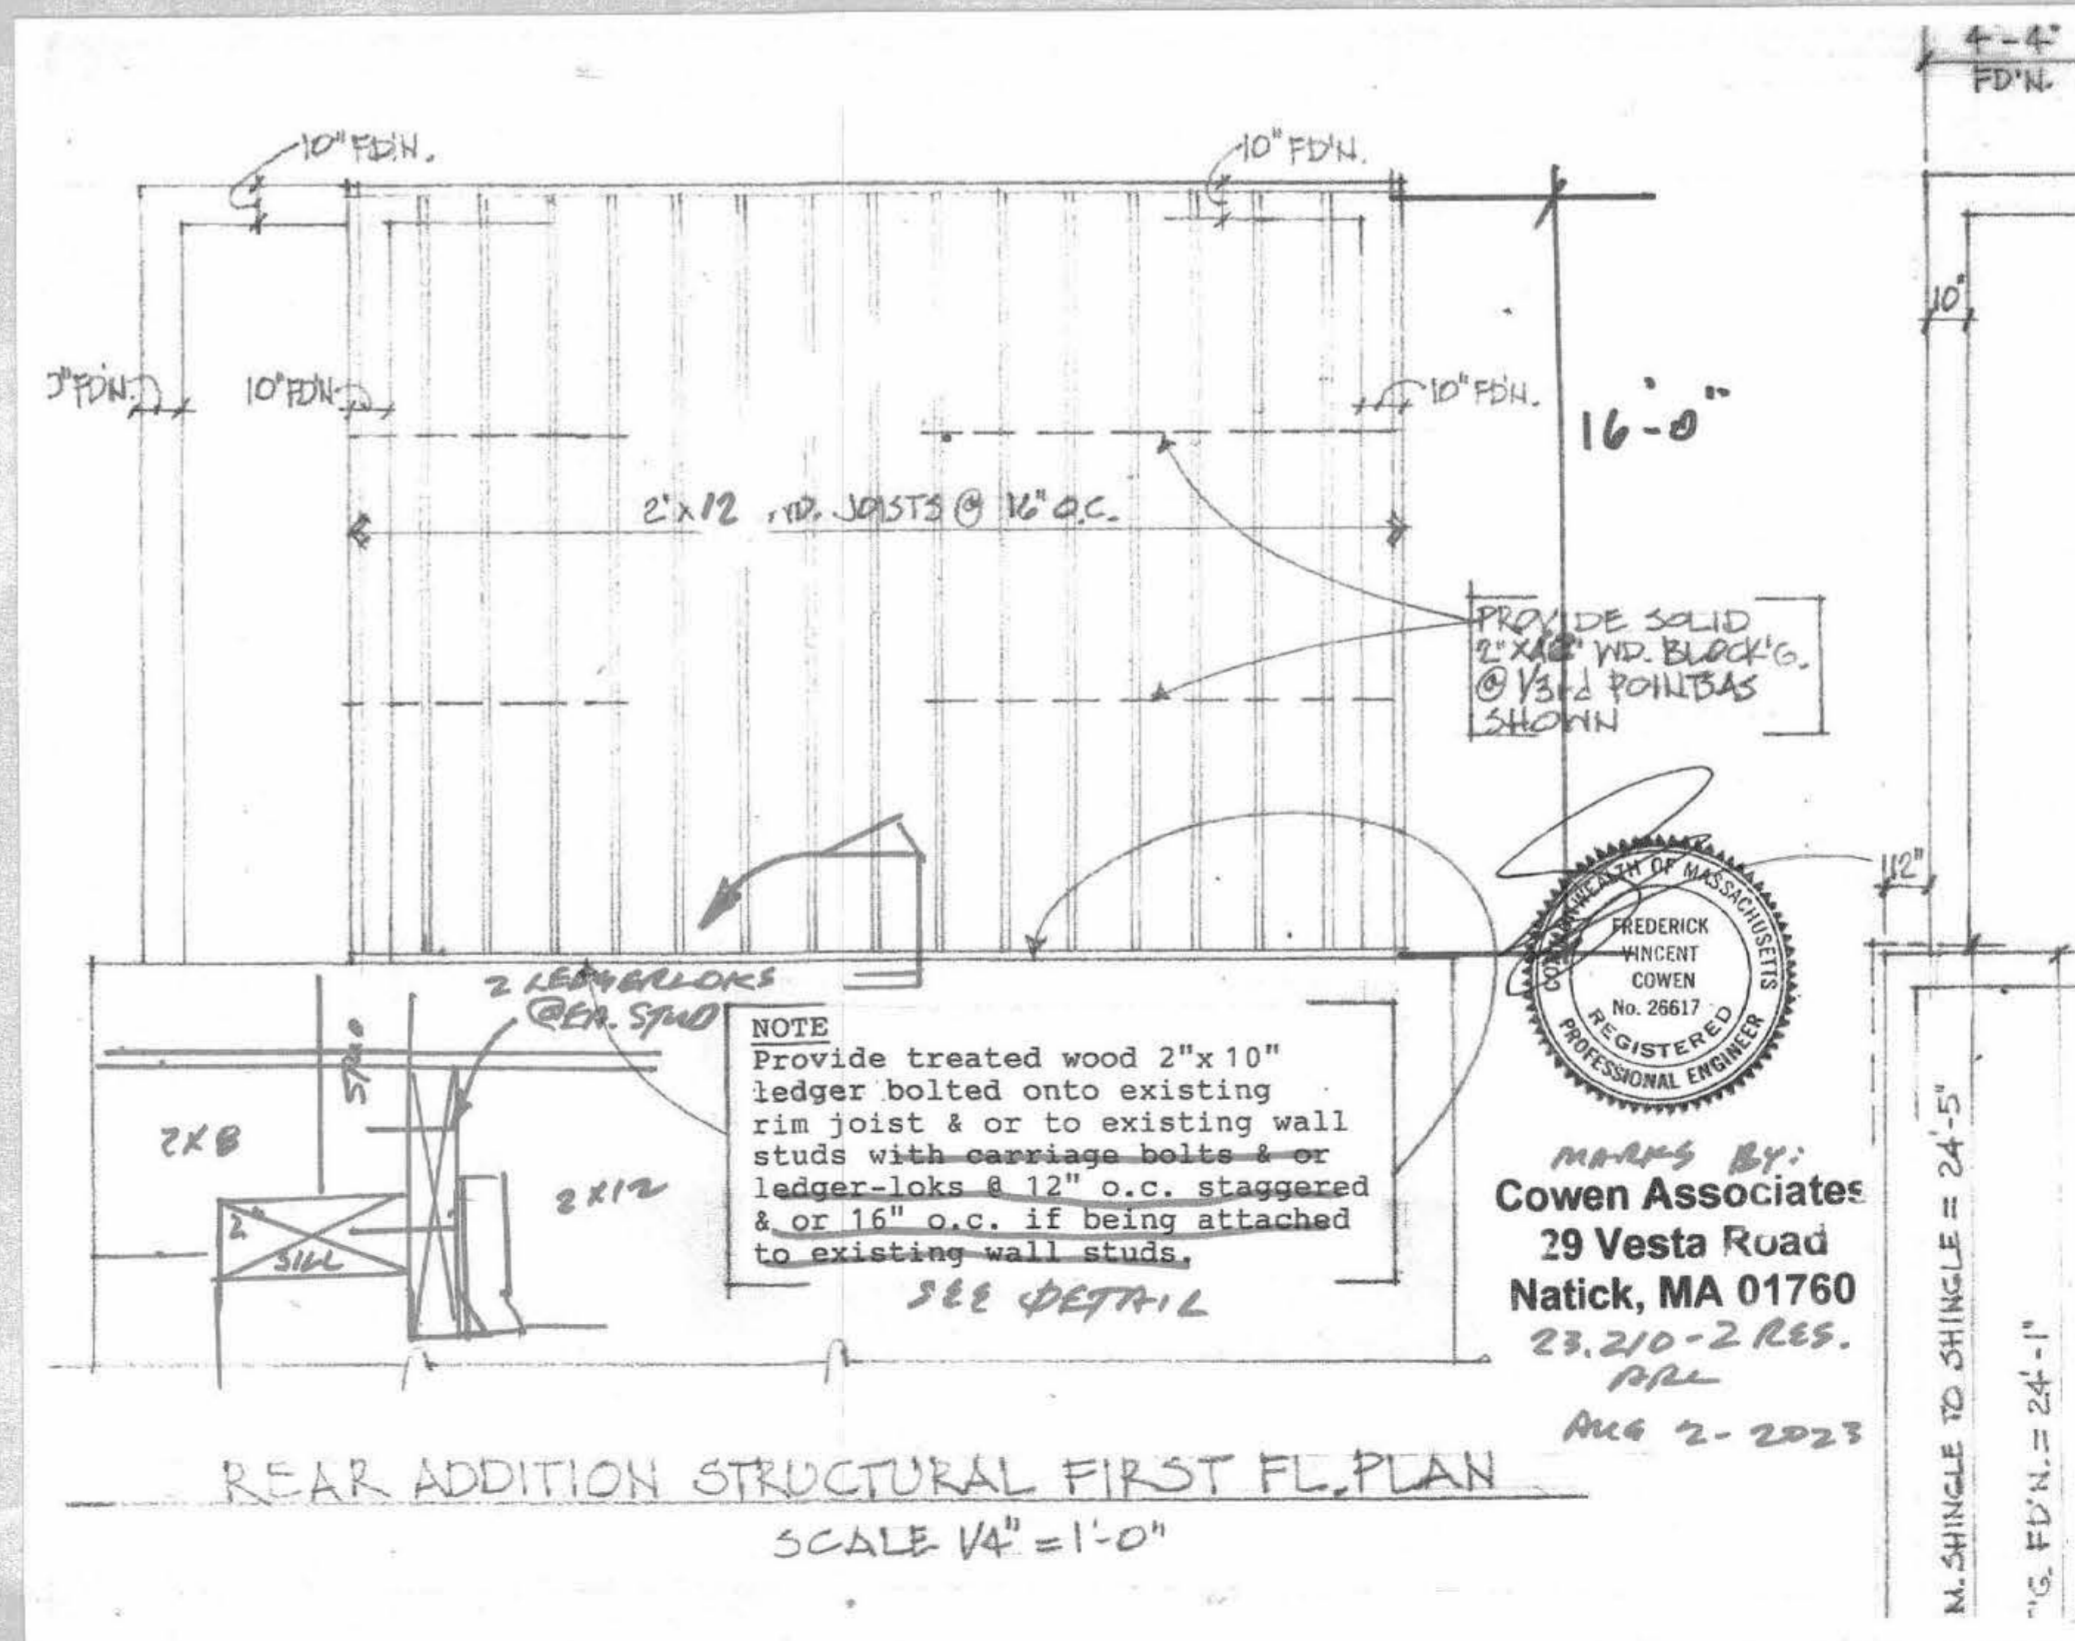 4'-4"
FD'N.
10" FD'N.
10" FD'N.
10"
" FD'N.
10" FD'N.
10" FD'N.
16'-0"
2"x12 WD. JOISTS @ 16" O.C.
PROVIDE SOLID
2"X WD. BLOCK'G.
@ 1/3rd POINTS AS
SHOWN
12"
COMMONWEALTH OF MASSACHUSETTS
FREDERICK
VINCENT
COWEN
No. 26617
REGISTERED
PROFESSIONAL ENGINEER
2 LEDGERLOKS
@ EA. STUD
STUD
2X8
2"
SILL
2X12
NOTE
Provide treated wood 2"x 10"
ledger bolted onto existing
rim joist & or to existing wall
studs with carriage bolts & or
ledger-loks @ 12" o.c. staggered
& or 16" o.c. if being attached
to existing wall studs.
SEE DETAIL
MARKS BY:
Cowen Associates
29 Vesta Road
Natick, MA 01760
23.210-2 RES.
AUG 2-2023
M. SHINGLE TO SHINGLE = 24'-5"
'G. FD'N. = 24'-1"
REAR ADDITION STRUCTURAL FIRST FL. PLAN
SCALE 1/4" = 1'-0"